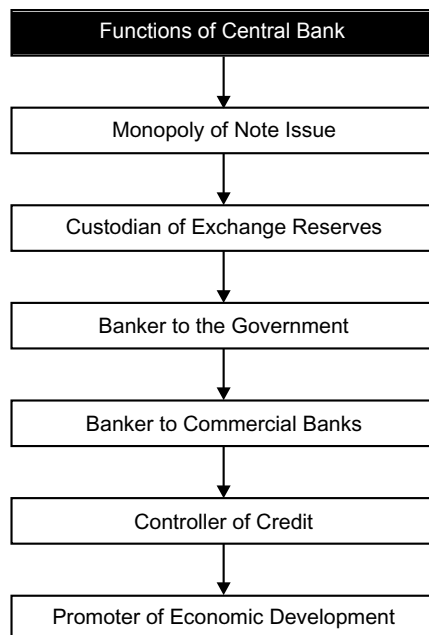 Functions of Central Bank
Monopoly of Note Issue
Custodian of Exchange Reserves
Banker to the Government
Banker to Commercial Banks
Controller of Credit
Promoter of Economic Development